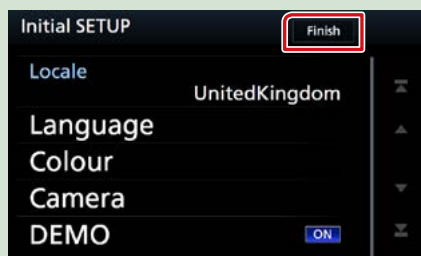 Initial SETUP
Finish
Locale
UnitedKingdom
Language
Colour
Camera
DEMO
ON